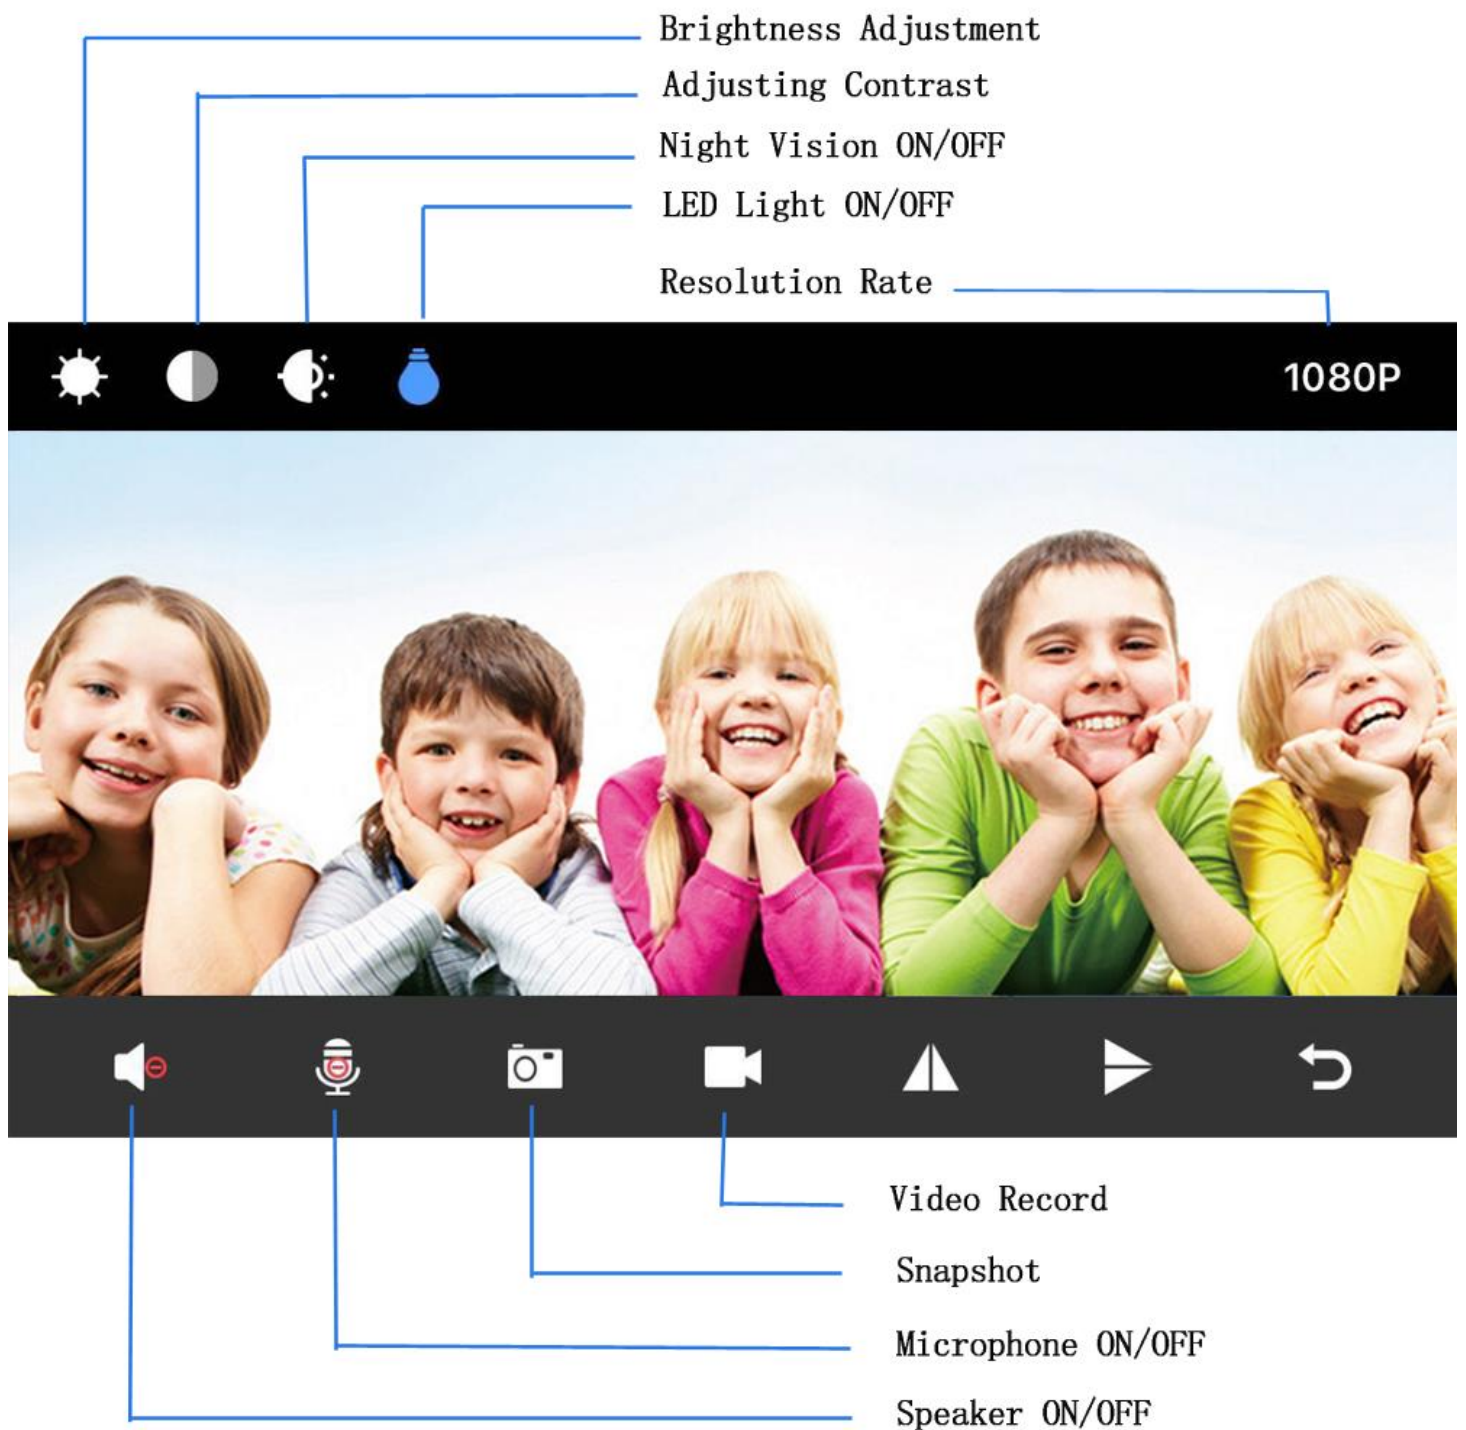 Brightness Adjustment
Adjusting Contrast
Night Vision ON/OFF
LED Light ON/OFF
Resolution Rate
1080P
Video Record
Snapshot
Microphone ON/OFF
Speaker ON/OFF